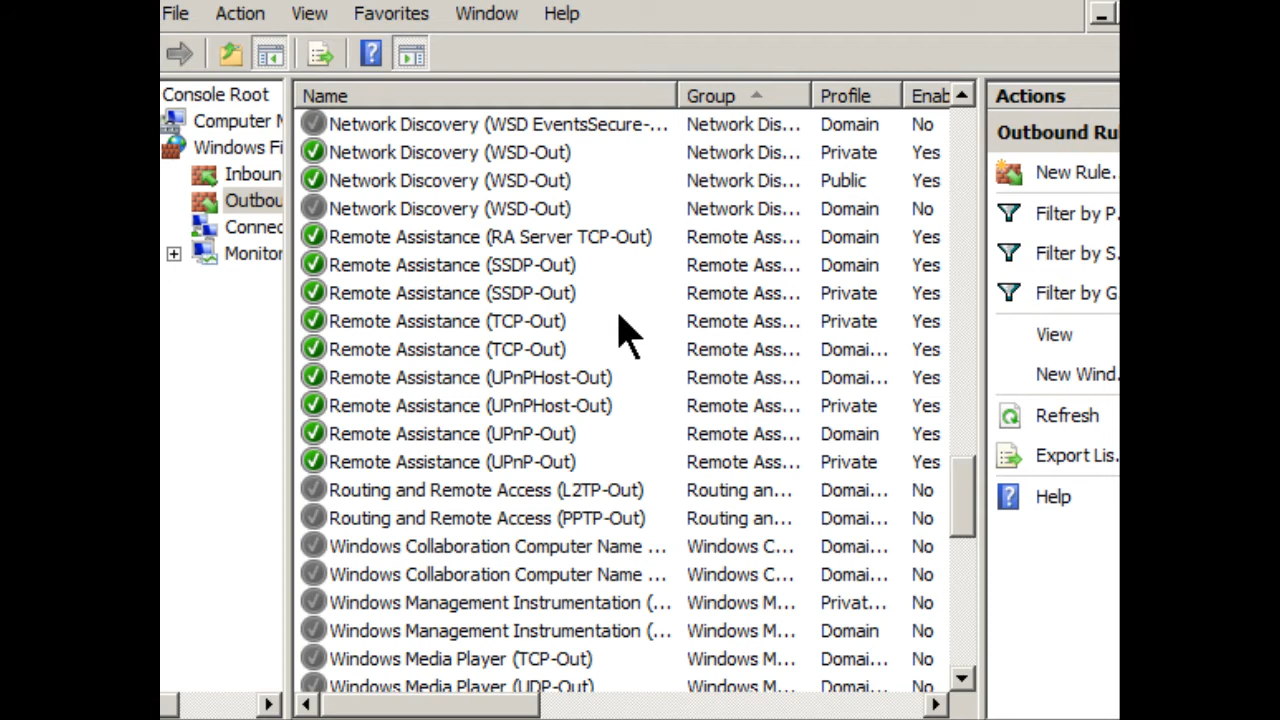 File Action View Favorites Window Help
Console Root
Computer M
Windows Fi
Inboun
Outbou
Connec
Monitor
Name Group Profile Enab
Network Discovery (WSD EventsSecure-... Network Dis... Domain No
Network Discovery (WSD-Out) Network Dis... Private Yes
Network Discovery (WSD-Out) Network Dis... Public Yes
Network Discovery (WSD-Out) Network Dis... Domain No
Remote Assistance (RA Server TCP-Out) Remote Ass... Domain Yes
Remote Assistance (SSDP-Out) Remote Ass... Domain Yes
Remote Assistance (SSDP-Out) Remote Ass... Private Yes
Remote Assistance (TCP-Out) Remote Ass... Private Yes
Remote Assistance (TCP-Out) Remote Ass... Domai... Yes
Remote Assistance (UPnPHost-Out) Remote Ass... Domai... Yes
Remote Assistance (UPnPHost-Out) Remote Ass... Private Yes
Remote Assistance (UPnP-Out) Remote Ass... Domain Yes
Remote Assistance (UPnP-Out) Remote Ass... Private Yes
Routing and Remote Access (L2TP-Out) Routing an... Domai... No
Routing and Remote Access (PPTP-Out) Routing an... Domai... No
Windows Collaboration Computer Name ... Windows C... Domai... No
Windows Collaboration Computer Name ... Windows C... Domai... No
Windows Management Instrumentation (... Windows M... Privat... No
Windows Management Instrumentation (... Windows M... Domain No
Windows Media Player (TCP-Out) Windows M... Domai... No
Windows Media Player (UDP-Out) Windows M... Domai... No
Actions
Outbound Rul
New Rule.
Filter by P.
Filter by S.
Filter by G
View
New Wind.
Refresh
Export Lis.
Help